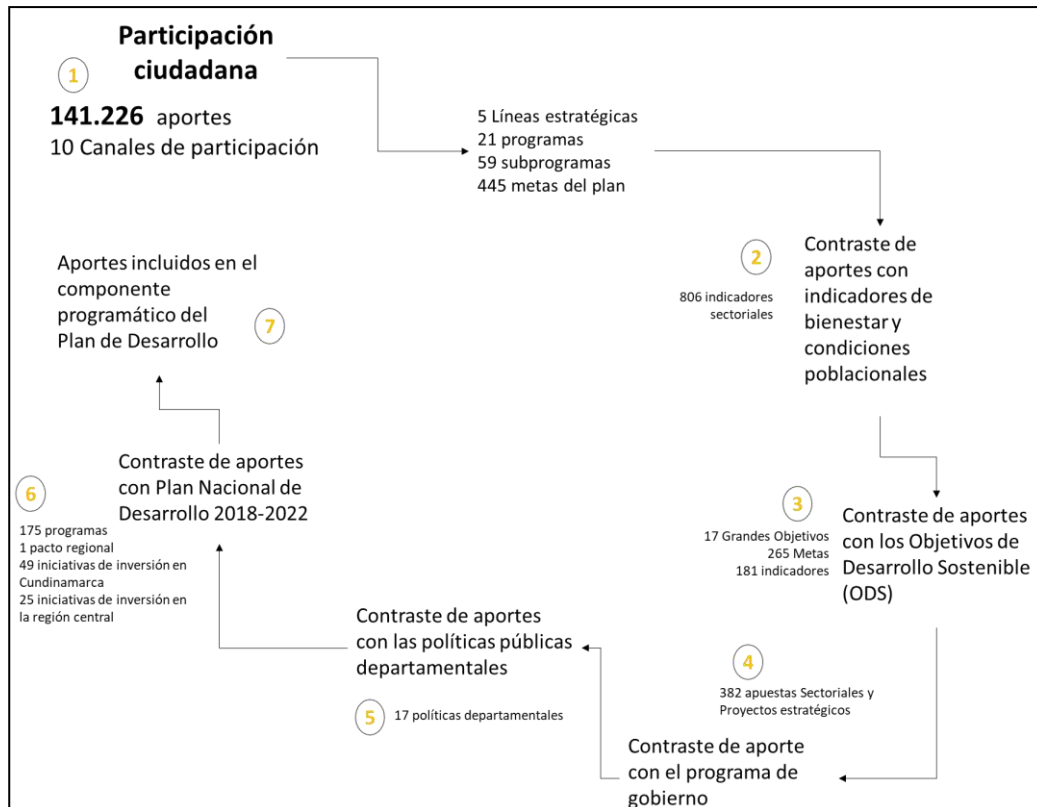 Participación
ciudadana
1
141.226 aportes
10 Canales de participación
5 Líneas estratégicas
21 programas
59 subprogramas
445 metas del plan
2
806 indicadores
sectoriales
Contraste de
aportes con
indicadores de
bienestar y
condiciones
poblacionales
3
17 Grandes Objetivos
265 Metas
181 indicadores
Contraste de aportes
con los Objetivos de
Desarrollo Sostenible
(ODS)
4
382 apuestas Sectoriales y
Proyectos estratégicos
Contraste de aporte
con el programa de
gobierno
Contraste de aportes
con las políticas públicas
departamentales
5
17 políticas departamentales
Contraste de aportes
con Plan Nacional de
Desarrollo 2018-2022
6
175 programas
1 pacto regional
49 iniciativas de inversión en
Cundinamarca
25 iniciativas de inversión en
la región central
Aportes incluidos en el
componente
programático del
Plan de Desarrollo
7